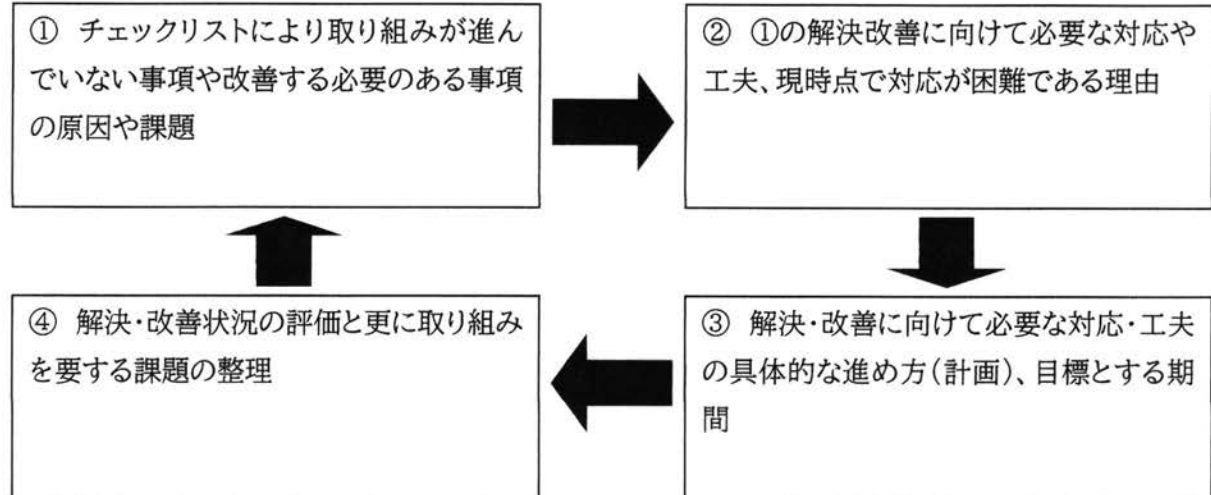 ① チェックリストにより取り組みが進ん
でいない事項や改善する必要のある事項
の原因や課題
② ①の解決改善に向けて必要な対応や
工夫、現時点で対応が困難である理由
③ 解決・改善に向けて必要な対応・工夫
の具体的な進め方(計画)、目標とする期
間
④ 解決・改善状況の評価と更に取り組み
を要する課題の整理